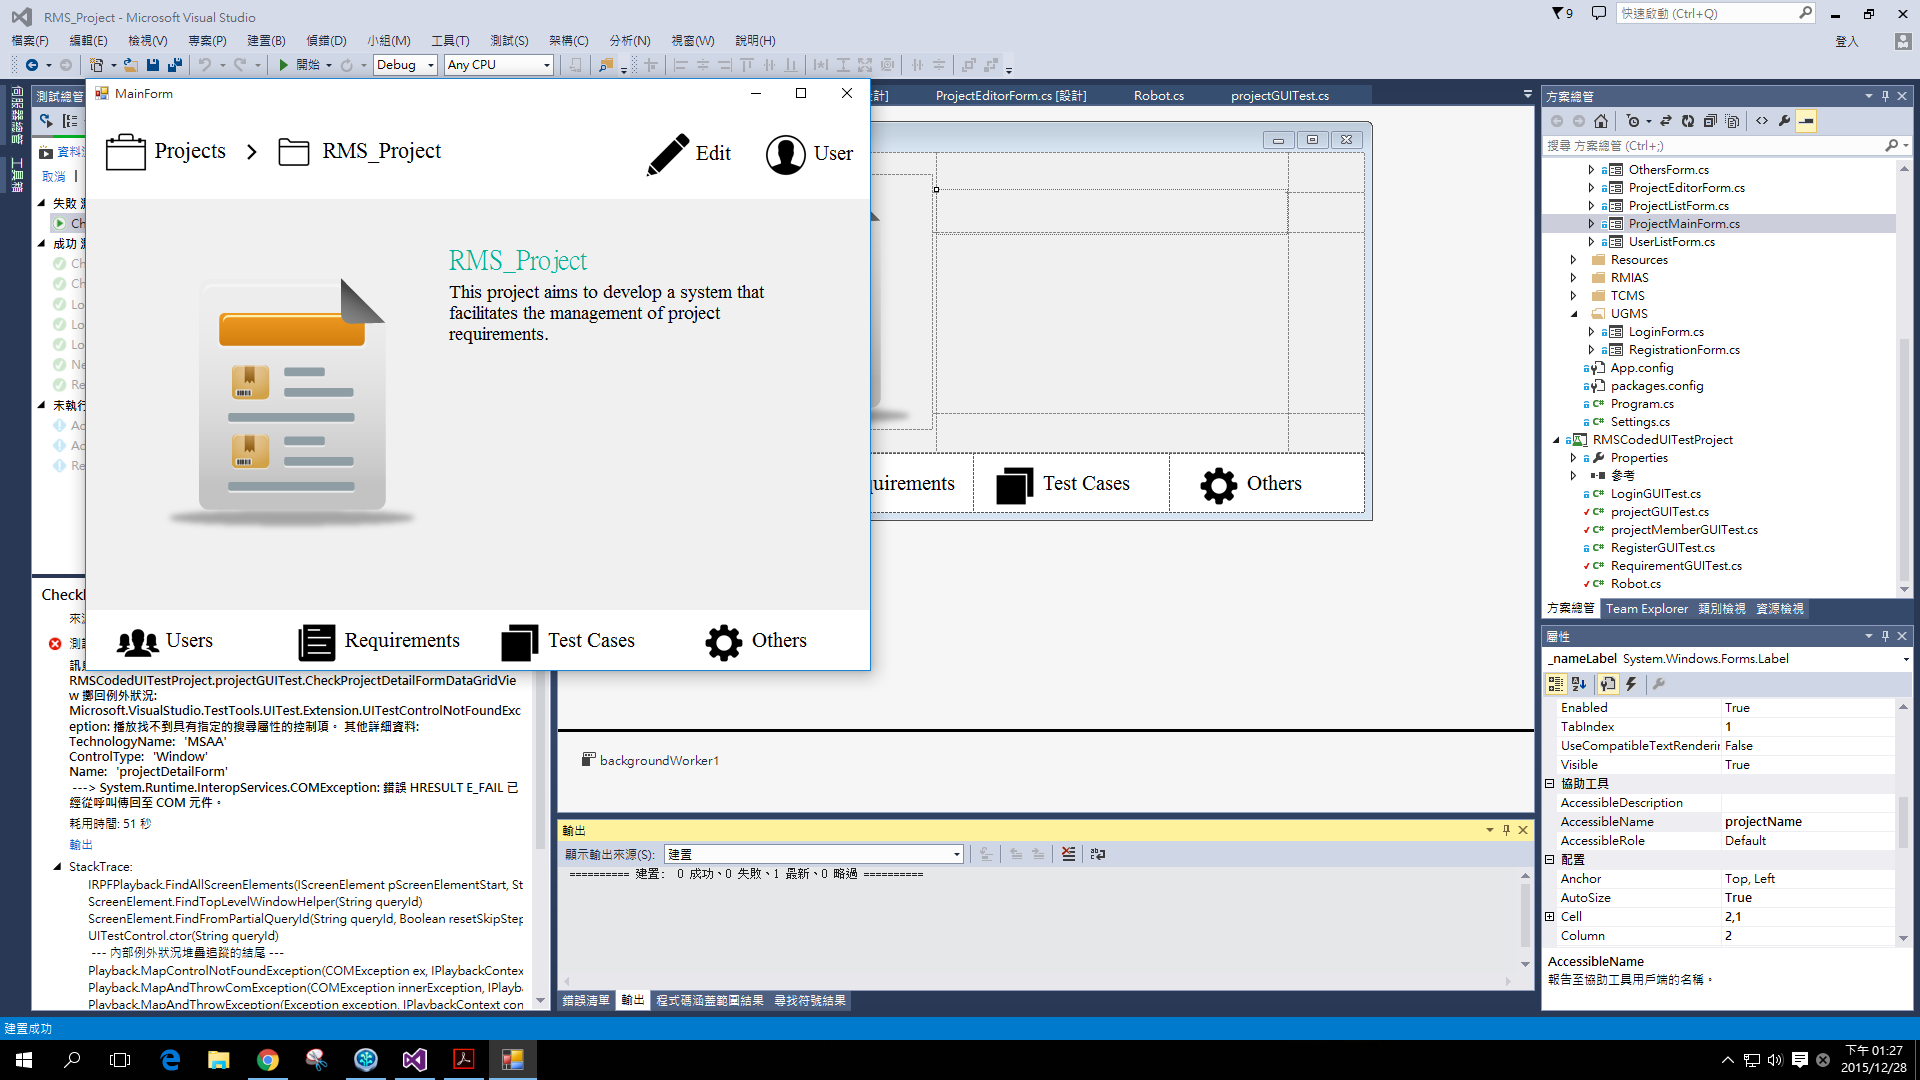 RMS_Project - Microsoft Visual Studio
9
快速啟動 (Ctrl+Q)
檔案(F) 編輯(E) 檢視(V) 專案(P) 建置(B) 偵錯(D) 小組(M) 工具(T) 測試(S) 架構(C) 分析(N) 視窗(W) 說明(H)
登入
開始 Debug Any CPU
伺服器總管
工具箱
測試總管
取消
失敗
成功
未執行
MainForm
Projects
RMS_Project
Edit
User
RMS_Project
This project aims to develop a system that
facilitates the management of project
requirements.
Users
Requirements
Test Cases
Others
設計]
ProjectEditorForm.cs [設計]
Robot.cs
projectGUITest.cs
Test Cases
Others
backgroundWorker1
RMSCodedUITestProject.projectGUITest.CheckProjectDetailFormDataGridVie
w 擲回例外狀況:
Microsoft.VisualStudio.TestTools.UITest.Extension.UITestControlNotFoundExc
eption: 播放找不到具有指定的搜尋屬性的控制項。 其他詳細資料:
TechnologyName: 'MSAA'
ControlType: 'Window'
Name: 'projectDetailForm'
---> System.Runtime.InteropServices.COMException: 錯誤 HRESULT E_FAIL 已
經從呼叫傳回至 COM 元件。
耗用時間: 51 秒
輸出
StackTrace:
IRPFPlayback.FindAllScreenElements(IScreenElement pScreenElementStart, St
ScreenElement.FindTopLevelWindowHelper(String queryId)
ScreenElement.FindFromPartialQueryId(String queryId, Boolean resetSkipStep
UITestControl.ctor(String queryId)
--- 內部例外狀況堆疊追蹤的結尾 ---
Playback.MapControlNotFoundException(COMException ex, IPlaybackContex
Playback.MapAndThrowComException(COMException innerException, IPlayb
Playback.MapAndThrowException(Exception exception, IPlaybackContext con
輸出
顯示輸出來源(S): 建置
========== 建置: 0 成功、0 失敗、1 最新、0 略過 ==========
錯誤清單 輸出 程式碼涵蓋範圍結果 尋找符號結果
方案總管
搜尋 方案總管 (Ctrl+;)
OthersForm.cs
ProjectEditorForm.cs
ProjectListForm.cs
ProjectMainForm.cs
UserListForm.cs
Resources
RMIAS
TCMS
UGMS
LoginForm.cs
RegistrationForm.cs
App.config
packages.config
Program.cs
Settings.cs
RMSCodedUITestProject
Properties
參考
LoginGUITest.cs
projectGUITest.cs
projectMemberGUITest.cs
RegisterGUITest.cs
RequirementGUITest.cs
Robot.cs
方案總管 Team Explorer 類別檢視 資源檢視
屬性
_nameLabel System.Windows.Forms.Label
Enabled True
TabIndex 1
UseCompatibleTextRenderin False
Visible True
協助工具
AccessibleDescription
AccessibleName projectName
AccessibleRole Default
配置
Anchor Top, Left
AutoSize True
Cell 2,1
Column 2
AccessibleName
報告至協助工具用戶端的名稱。
建置成功
下午 01:27
2015/12/28